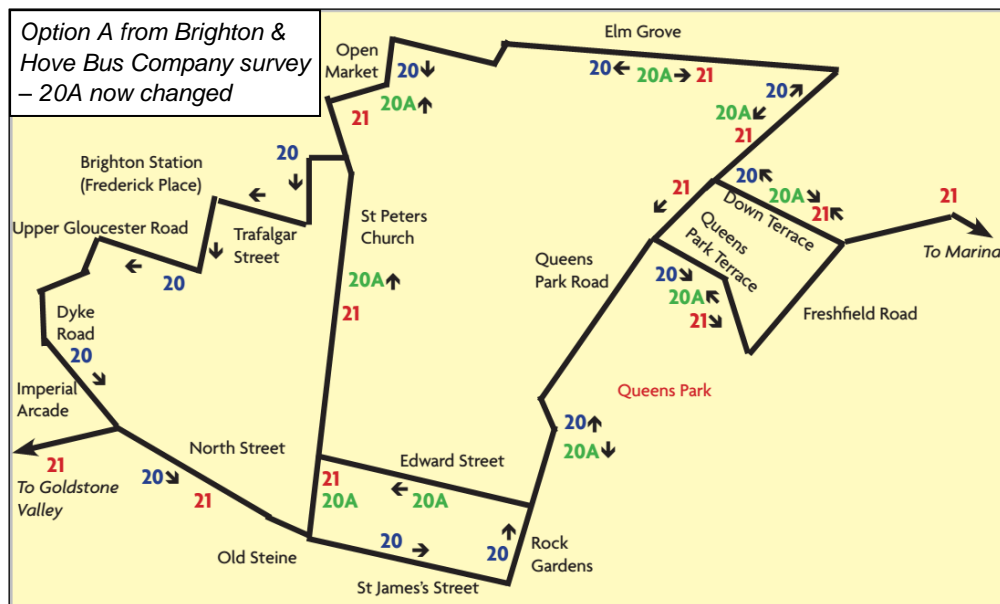 Option A from Brighton &
Hove Bus Company survey
– 20A now changed
Elm Grove
Open
Market
20
20
20A
21
20
20A
21
20A
21
20
Brighton Station
(Frederick Place)
21
20
20A
21
Down Terrace
21
To Marina
Upper Gloucester Road
Trafalgar
Street
St Peters
Church
Queens
Park Terrace
Queens
Park Road
20
20A
21
20
20A
21
Freshfield Road
Dyke
Road
20
Imperial
Arcade
Queens Park
20
20A
North Street
Edward Street
21
To Goldstone
Valley
20
21
21
20A
20A
20
20
Rock
Gardens
Old Steine
St James's Street